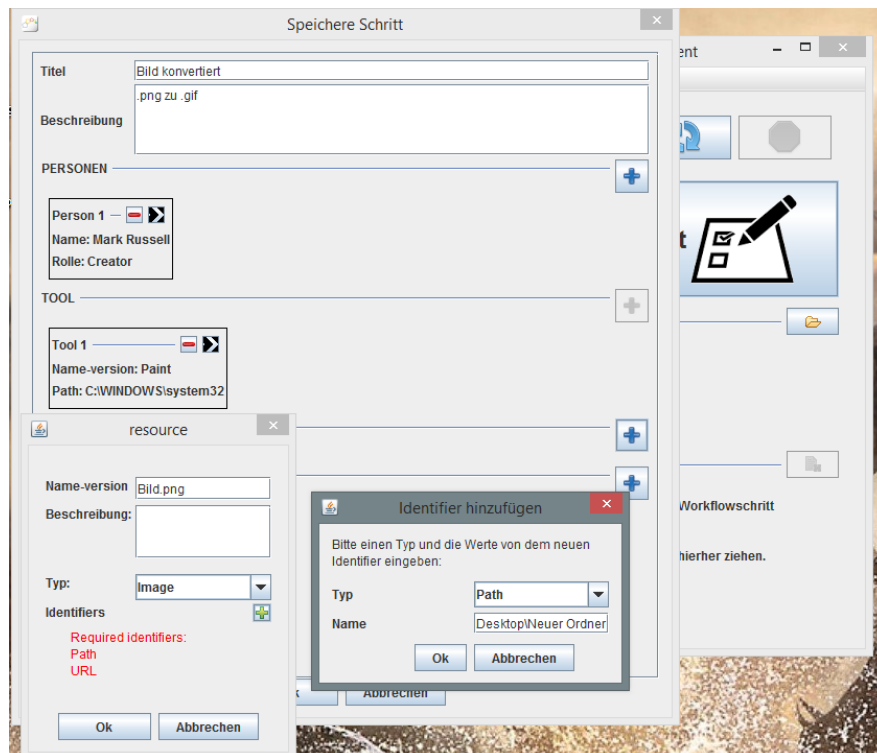 Speichere Schritt
Titel
Bild konvertiert
Beschreibung
.png zu .gif
PERSONEN
Person 1
Name: Mark Russell
Rolle: Creator
TOOL
Tool 1
Name-version: Paint
Path: C:\WINDOWS\system32
Abbrechen
ent
t
Workflowschritt
hierher ziehen.
resource
Name-version
Bild.png
Beschreibung:
Typ:
Image
Identifiers
Required identifiers:
Path
URL
Ok
Abbrechen
Identifier hinzufügen
Bitte einen Typ und die Werte von dem neuen
Identifier eingeben:
Typ
Path
Name
Desktop\Neuer Ordner
Ok
Abbrechen